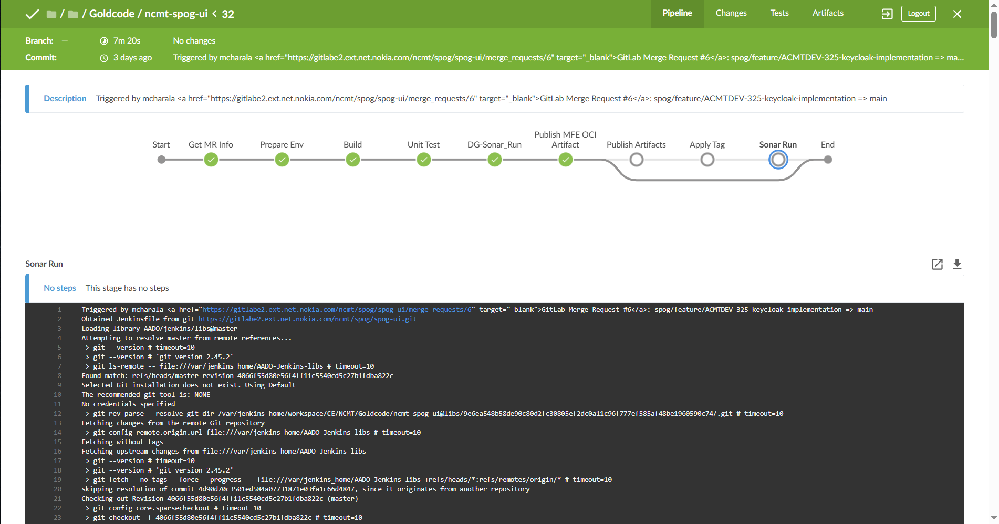 / / Goldcode / ncmt-spog-ui < 32
Pipeline Changes Tests Artifacts Logout
Branch: — 7m 20s No changes
Commit: – 3 days ago Triggered by mcharala <a href="https://gitlabe2.ext.net.nokia.com/ncmt/spog/spog-ui/merge_requests/6" target="_blank">GitLab Merge Request #6</a>: spog/feature/ACMTDEV-325-keycloak-implementation => ma...
Description Triggered by mcharala <a href="https://gitlabe2.ext.net.nokia.com/ncmt/spog/spog-ui/merge_requests/6" target="_blank">GitLab Merge Request #6</a>: spog/feature/ACMTDEV-325-keycloak-implementation => main
Start Get MR Info Prepare Env Build Unit Test DG-Sonar_Run
Publish MFE OCI
Artifact
Publish Artifacts Apply Tag Sonar Run End
Sonar Run
No steps This stage has no steps
1 Triggered by mcharala <a href="https://gitlabe2.ext.net.nokia.com/ncmt/spog/spog-ui/merge_requests/6" target="_blank">GitLab Merge Request #6</a>: spog/feature/ACMTDEV-325-keycloak-implementation => main
2 Obtained Jenkinsfile from git https://gitlabe2.ext.net.nokia.com/ncmt/spog/spog-ui.git
3 Loading library AADO/jenkins/libs@master
4 Attempting to resolve master from remote references...
5 > git --version # timeout=10
6 > git --version # 'git version 2.45.2'
7 > git ls-remote -- file:///var/jenkins_home/AADO-Jenkins-libs # timeout=10
8 Found match: refs/heads/master revision 4066f55d80e56f4ff11c5540cd5c27b1fdba822c
9 Selected Git installation does not exist. Using Default
10 The recommended git tool is: NONE
11 No credentials specified
12 > git rev-parse --resolve-git-dir /var/jenkins_home/workspace/CE/NCMT/Goldcode/ncmt-spog-ui@libs/9e6ea548b58de90c80d2fc30805ef2dc0a11c96f777ef585af48be1960590c74/.git # timeout=10
13 Fetching changes from the remote Git repository
14 > git config remote.origin.url file:///var/jenkins_home/AADO-Jenkins-libs # timeout=10
15 Fetching without tags
16 Fetching upstream changes from file:///var/jenkins_home/AADO-Jenkins-libs
17 > git --version # timeout=10
18 > git --version # 'git version 2.45.2'
19 > git fetch --no-tags --force --progress -- file:///var/jenkins_home/AADO-Jenkins-libs +refs/heads/*:refs/remotes/origin/* # timeout=10
20 skipping resolution of commit 4d90d70c3501ed584a07731871e03fa1c66d4847, since it originates from another repository
21 Checking out Revision 4066f55d80e56f4ff11c5540cd5c27b1fdba822c (master)
22 > git config core.sparsecheckout # timeout=10
23 > git checkout -f 4066f55d80e56f4ff11c5540cd5c27b1fdba822c # timeout=10